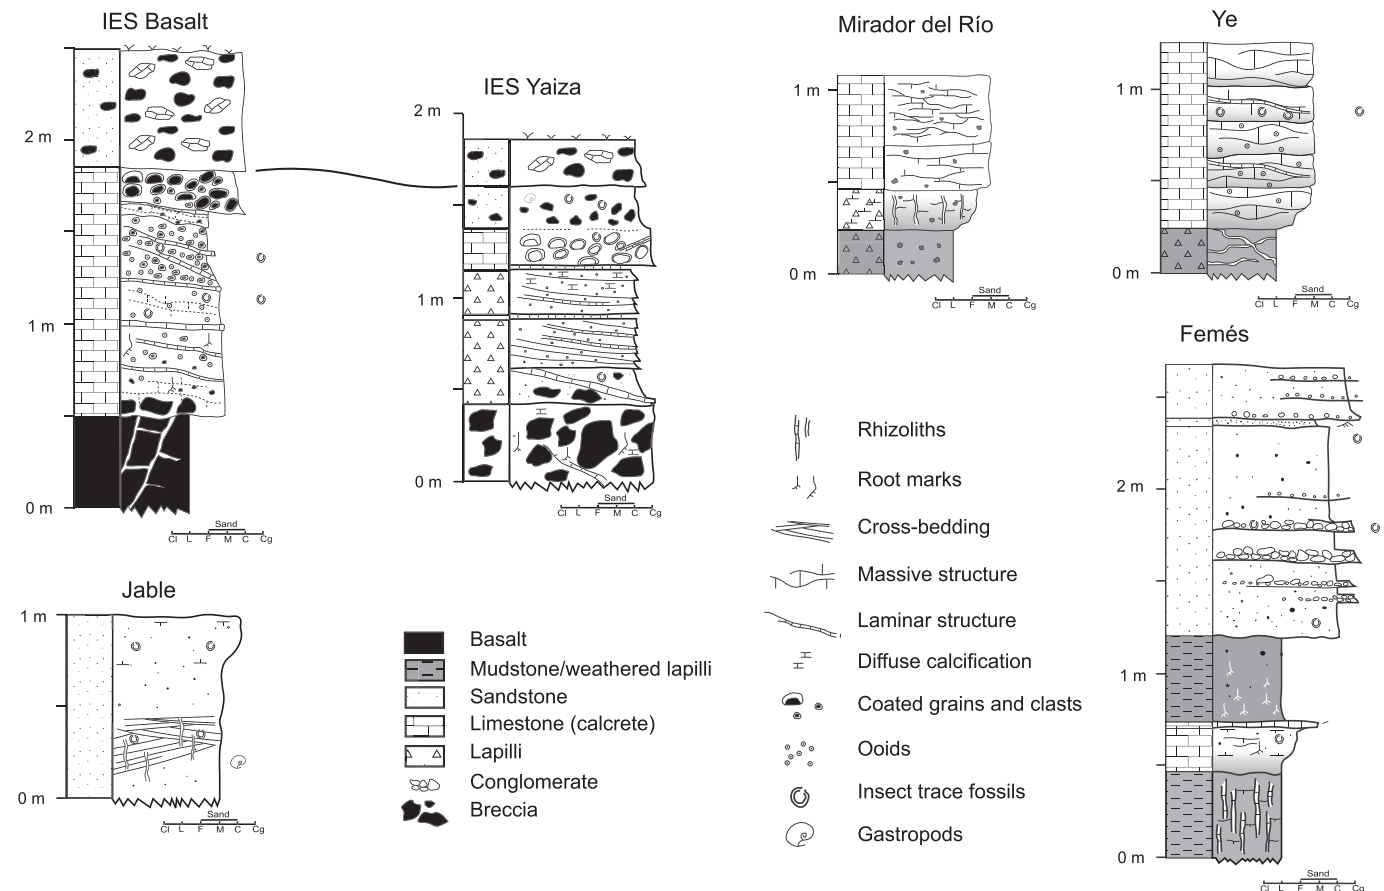 IES Basalt
2 m
1 m
0 m
Sand
Cl L F M C Cg
IES Yaiza
2 m
1 m
0 m
Sand
Cl L F M C Cg
Mirador del Río
1 m
0 m
Sand
Cl L F M C Cg
Ye
1 m
0 m
Sand
Cl L F M C Cg
Jable
1 m
0 m
Sand
Cl L F M C Cg
Basalt
Mudstone/weathered lapilli
Sandstone
Limestone (calcrete)
Lapilli
Conglomerate
Breccia
Rhizoliths
Root marks
Cross-bedding
Massive structure
Laminar structure
Diffuse calcification
Coated grains and clasts
Ooids
Insect trace fossils
Gastropods
Femés
2 m
1 m
0 m
Sand
Cl L F M C Cg